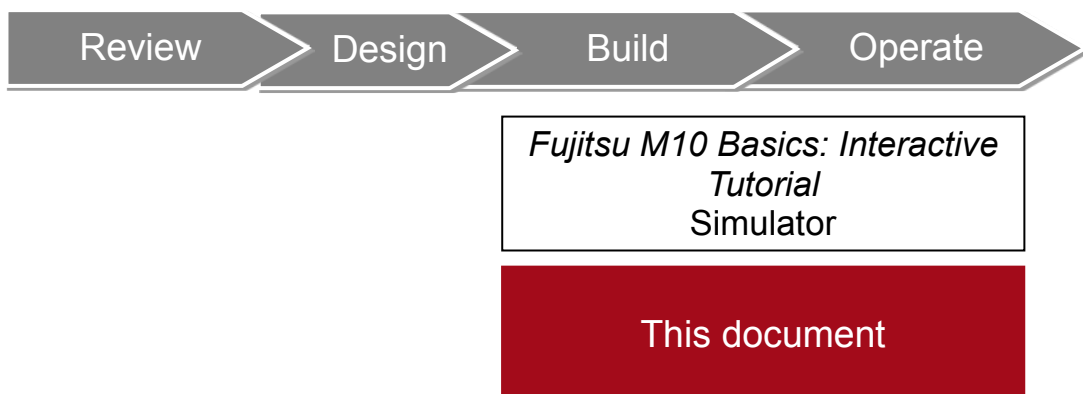 Review
Design
Build
Operate
Fujitsu M10 Basics: Interactive
Tutorial
Simulator
This document